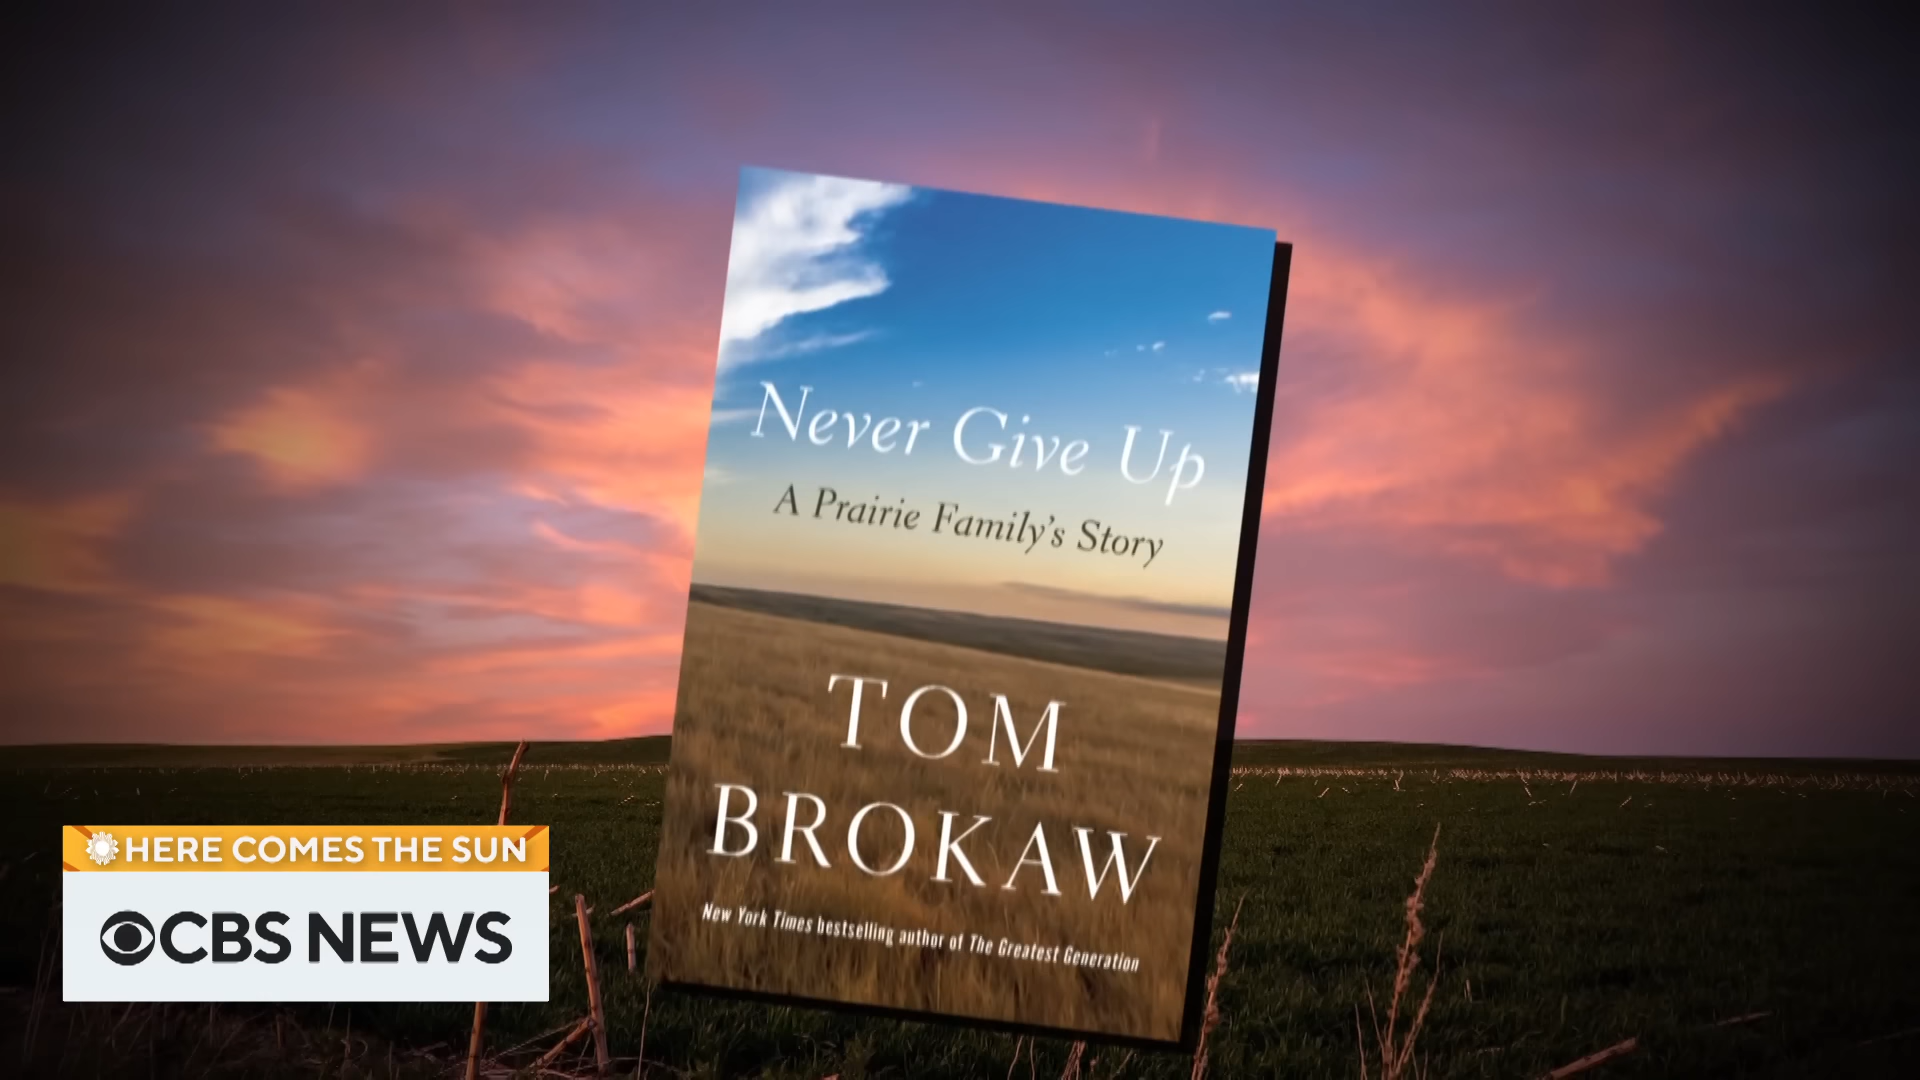 Never Give Up
A Prairie Family's Story
TOM
BROKAW
New York Times bestselling author of The Greatest Generation
HERE COMES THE SUN
CBS NEWS